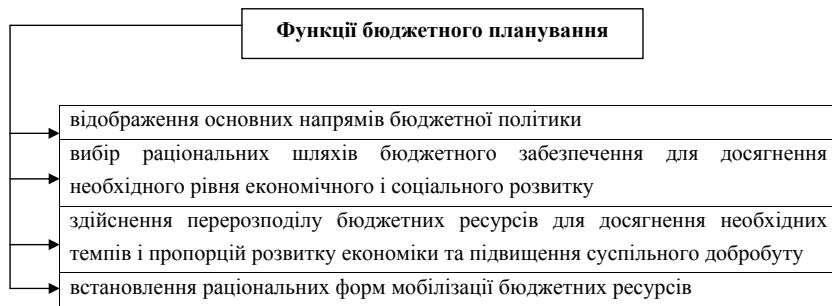 Функції бюджетного планування
відображення основних напрямів бюджетної політики
вибір раціональних шляхів бюджетного забезпечення для досягнення
необхідного рівня економічного і соціального розвитку
здійснення перерозподілу бюджетних ресурсів для досягнення необхідних
темпів і пропорцій розвитку економіки та підвищення суспільного добробуту
встановлення раціональних форм мобілізації бюджетних ресурсів